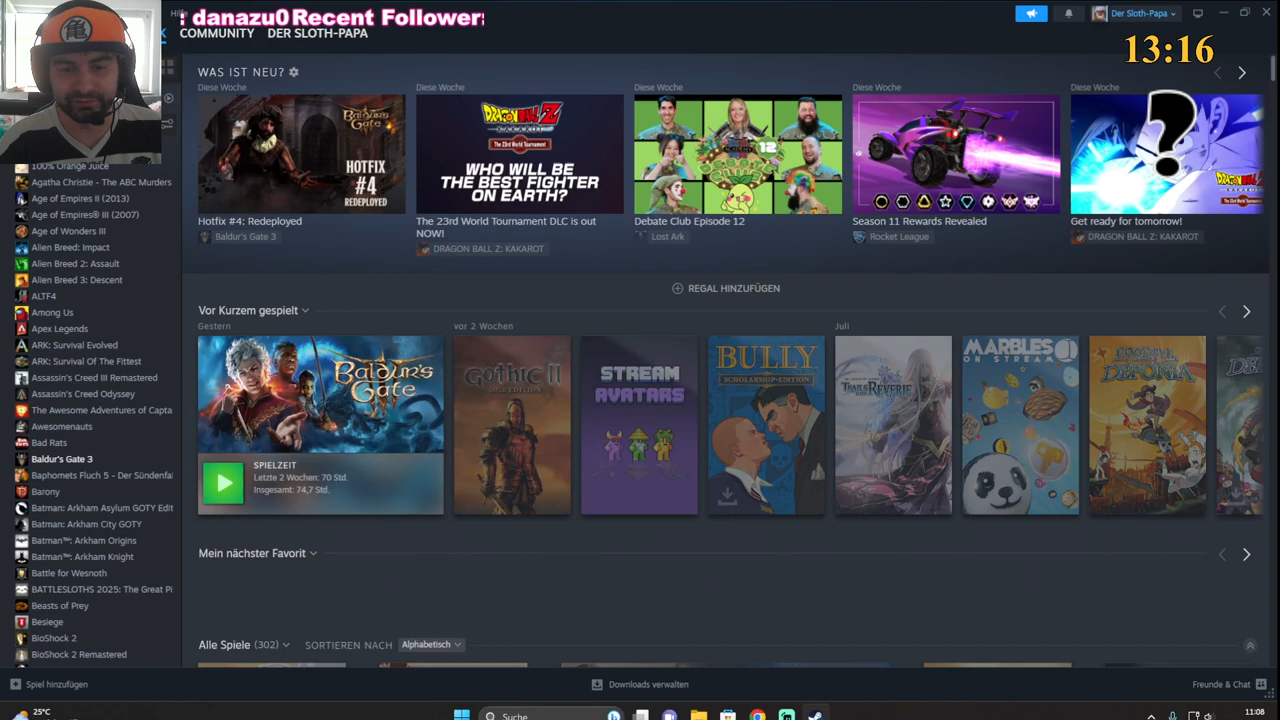 Hilfe
: danazu0 Recent Follower:
COMMUNITY DER SLOTH-PAPA
Der Sloth-Papa
13:16
WAS IST NEU?
Diese Woche
Diese Woche
Diese Woche
Diese Woche
Diese Woche
Baldur's Gate
HOTFIX
#4
REDEPLOYED
DRAGON BALL Z
KAKAROT
The 23rd World Tournament
WHO WILL BE
THE BEST FIGHTER
ON EARTH?
12
?
Hotfix #4: Redeployed
Baldur's Gate 3
The 23rd World Tournament DLC is out
NOW!
DRAGON BALL Z: KAKAROT
Debate Club Episode 12
Lost Ark
Season 11 Rewards Revealed
Rocket League
Get ready for tomorrow!
DRAGON BALL Z: KAKAROT
REGAL HINZUFÜGEN
100% Orange Juice
Agatha Christie - The ABC Murders
Age of Empires II (2013)
Age of Empires® III (2007)
Age of Wonders III
Alien Breed: Impact
Alien Breed 2: Assault
Alien Breed 3: Descent
ALTF4
Among Us
Apex Legends
ARK: Survival Evolved
ARK: Survival Of The Fittest
Assassin's Creed III Remastered
Assassin's Creed Odyssey
The Awesome Adventures of Capta
Awesomenauts
Bad Rats
Baldur's Gate 3
Baphomets Fluch 5 - Der Sündenfal
Barony
Batman: Arkham Asylum GOTY Edit
Batman: Arkham City GOTY
Batman™: Arkham Origins
Batman™: Arkham Knight
Battle for Wesnoth
BATTLESLOTHS 2025: The Great Pi
Beasts of Prey
Besiege
BioShock 2
BioShock 2 Remastered
Vor Kurzem gespielt
Gestern
vor 2 Wochen
Juli
Baldur's Gate
SPIELZEIT
Letzte 2 Wochen: 70 Std.
Insgesamt: 74,7 Std.
Gothic II
STREAM
AVATARS
BULLY
SCHOLARSHIP EDITION
TRAILS INTO REVERIE
MARBLES
ON STREAM
GOODBYE
DEPONIA
Mein nächster Favorit
Alle Spiele (302)
SORTIEREN NACH
Alphabetisch
Spiel hinzufügen
Downloads verwalten
Freunde & Chat
25°C
Suche
11:08